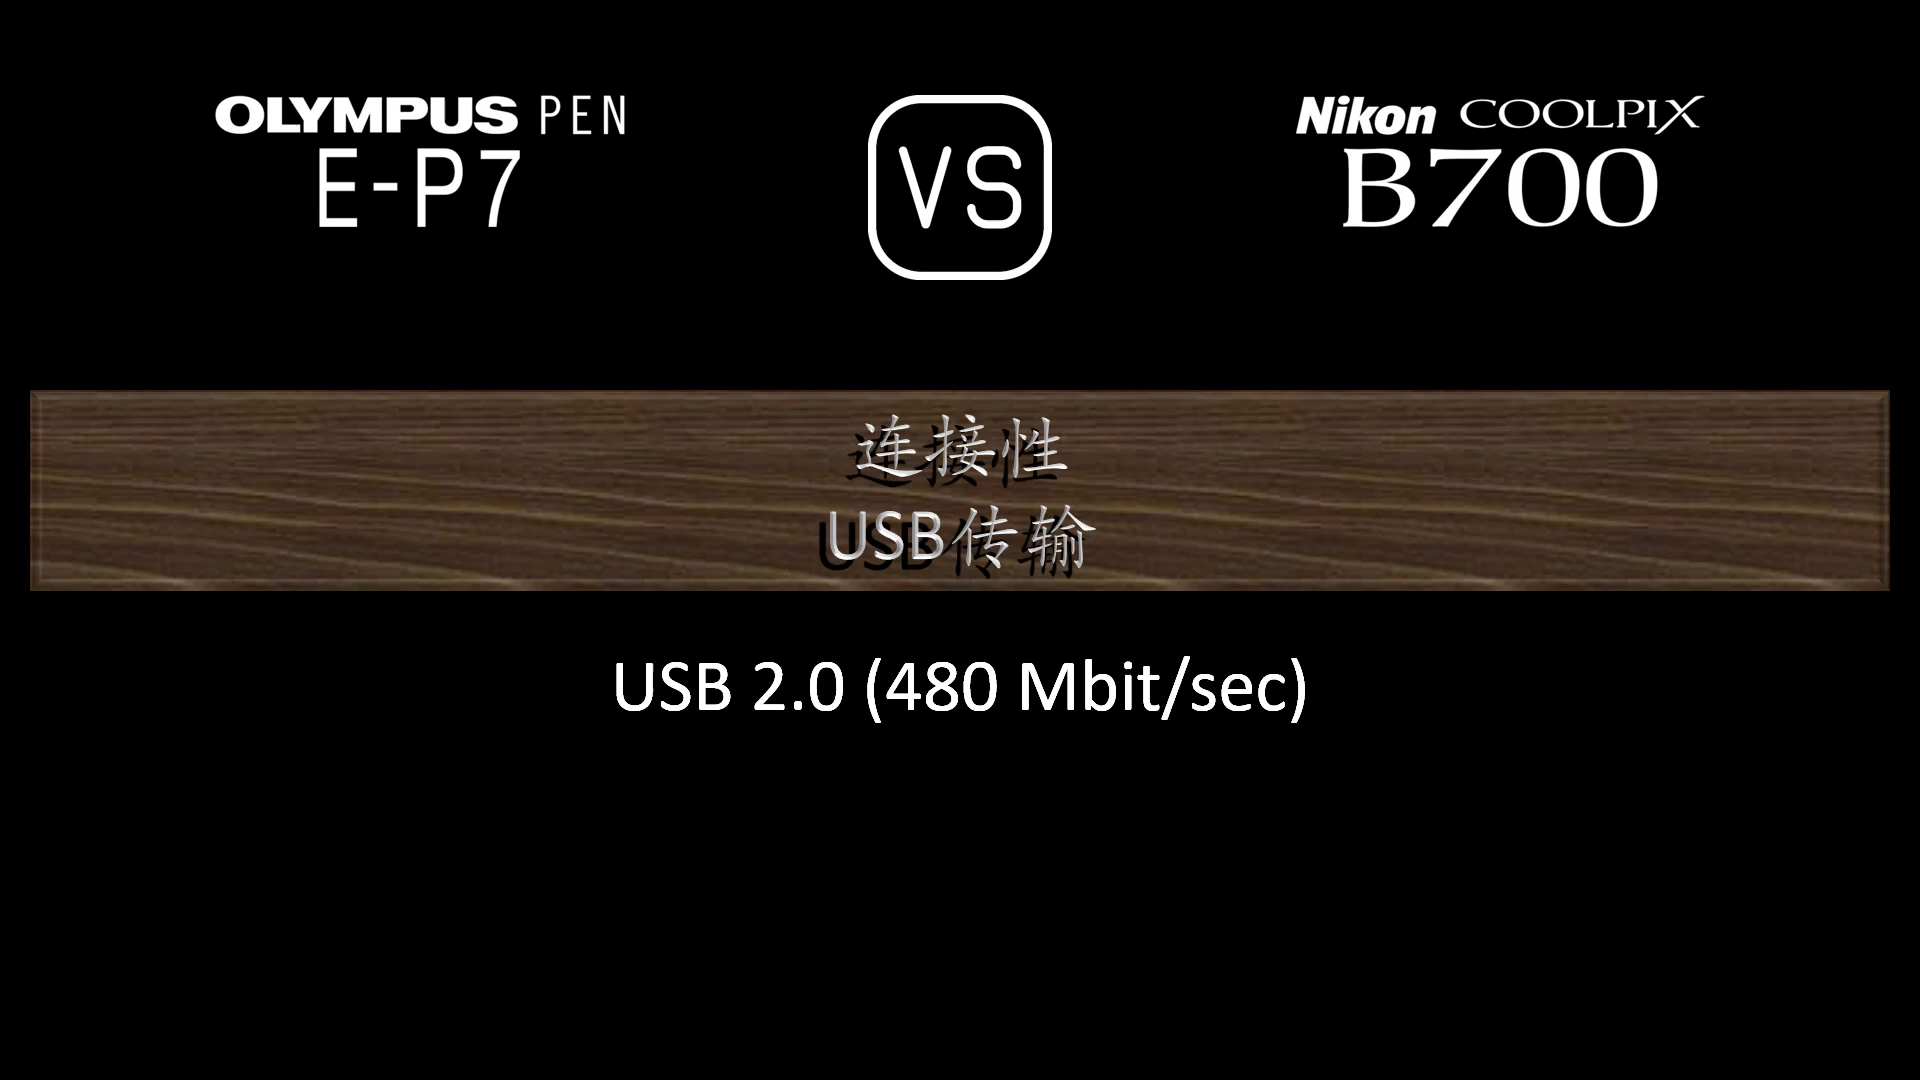 OLYMPUS PEN
E-P7
VS
Nikon COOLPIX
B700
连接性
USB传输
USB 2.0 (480 Mbit/sec)